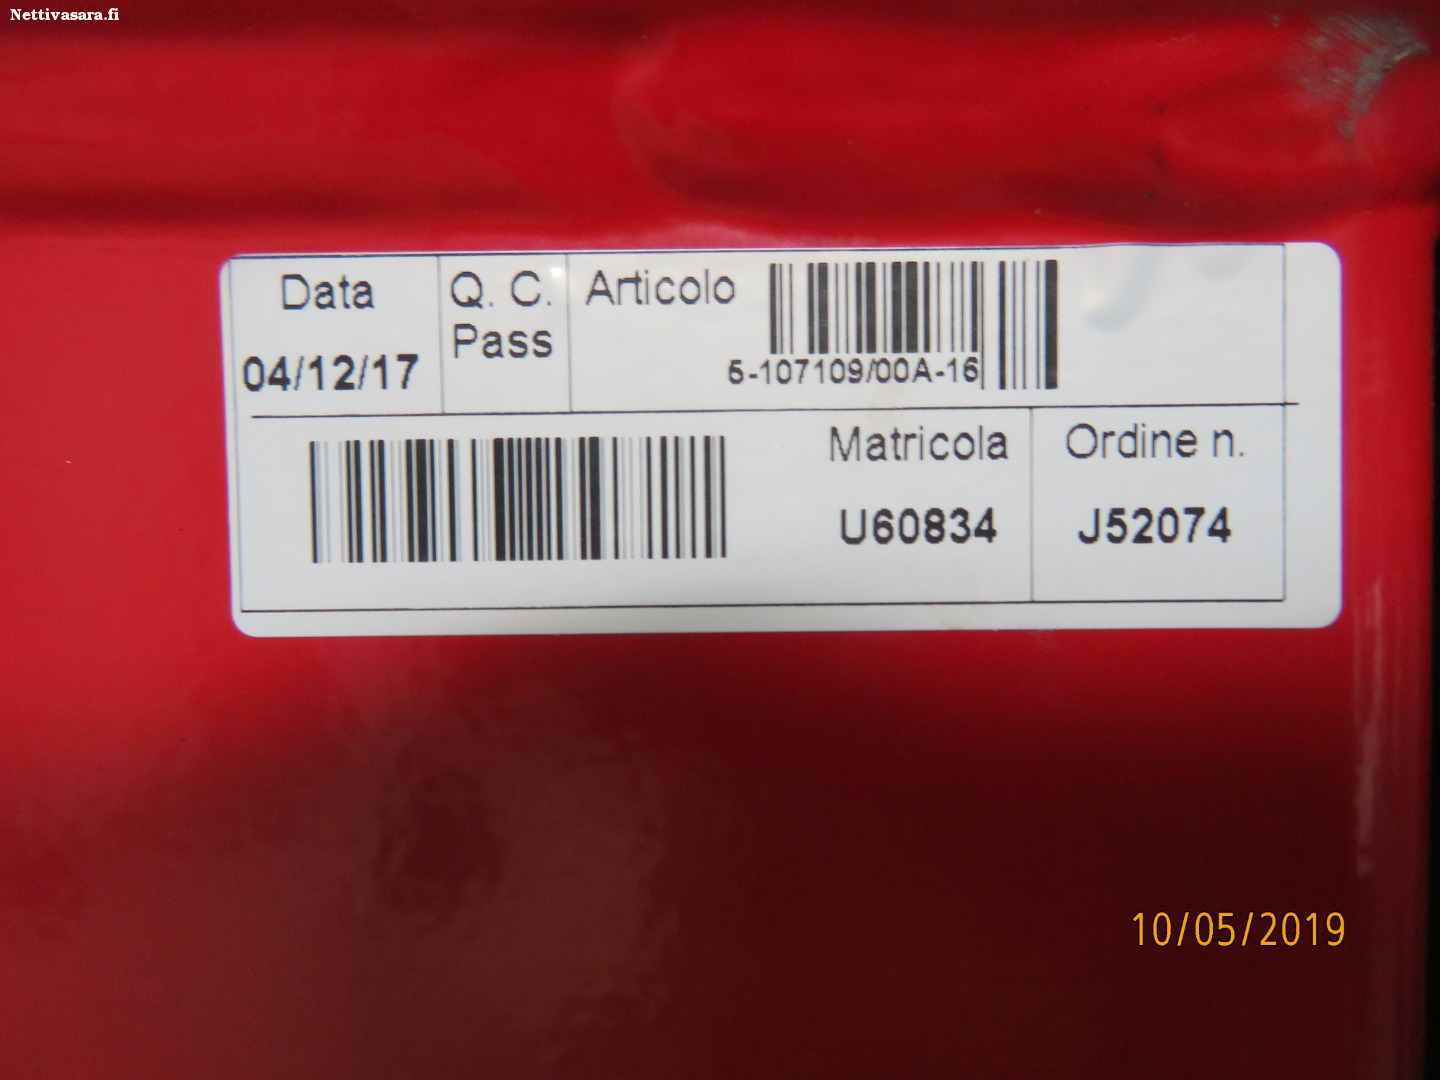 Nettivasara.fi
Data
04/12/17
Q. C.
Pass
Articolo
5-107109/00A-16
Matricola
U60834
Ordine n.
J52074
10/05/2019